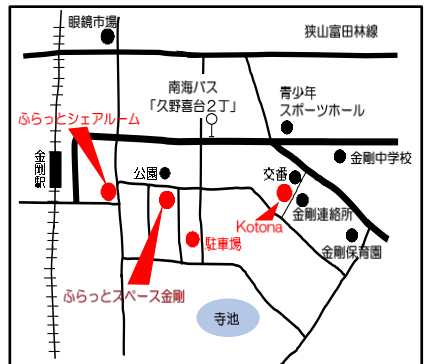 眼鏡市場
狭山富田林線
南海バス
「久野喜台2丁」
青少年
スポーツホール
ふらっとシェアルーム
金剛駅
公園
交番
金剛中学校
金剛連絡所
Kotona
駐車場
金剛保育園
ふらっとスペース金剛
寺池